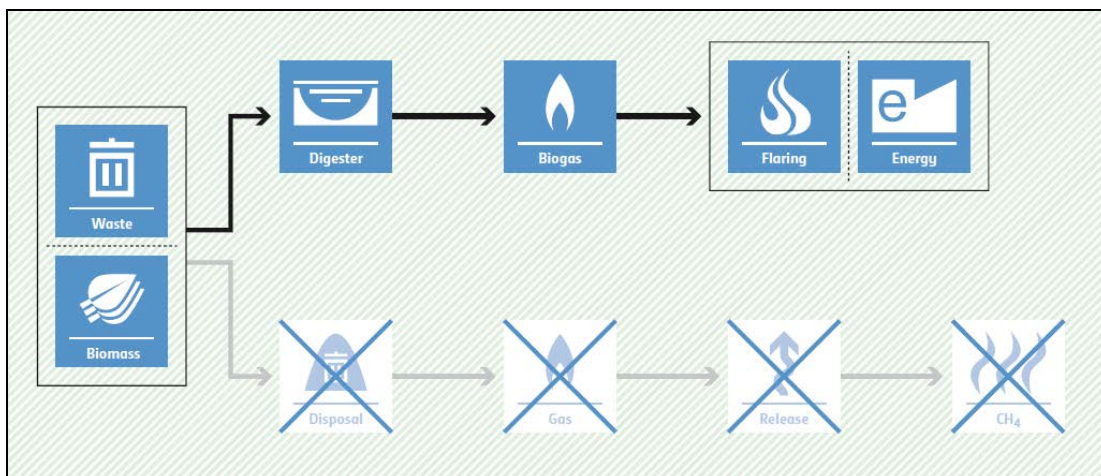 Waste
Biomass
Digester
Biogas
Flaring
e
Energy
Disposal
Gas
Release
CH₄